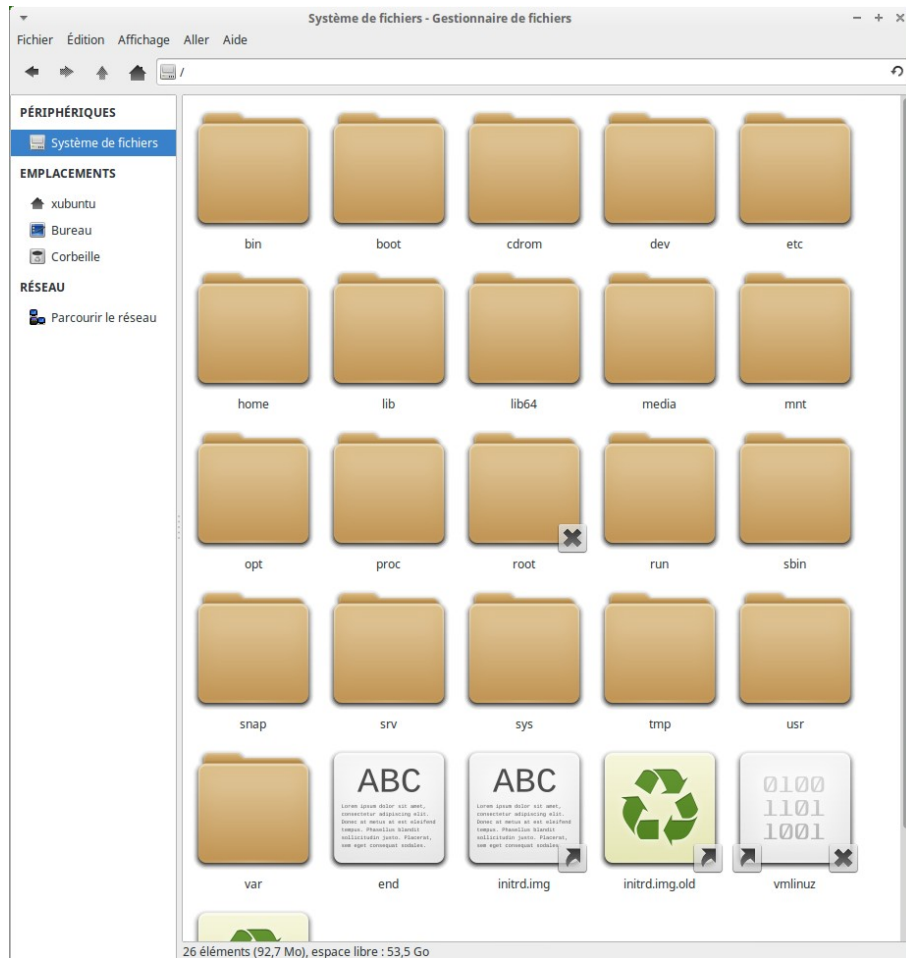 Système de fichiers - Gestionnaire de fichiers
Fichier Édition Affichage Aller Aide
/
PÉRIPHÉRIQUES
Système de fichiers
EMPLACEMENTS
xubuntu
Bureau
Corbeille
RÉSEAU
Parcourir le réseau
bin boot cdrom dev etc
home lib lib64 media mnt
opt proc root run sbin
snap srv sys tmp usr
ABC ABC 0100
1101
1001
var end initrd.img initrd.img.old vmlinuz
26 éléments (92,7 Mo), espace libre : 53,5 Go